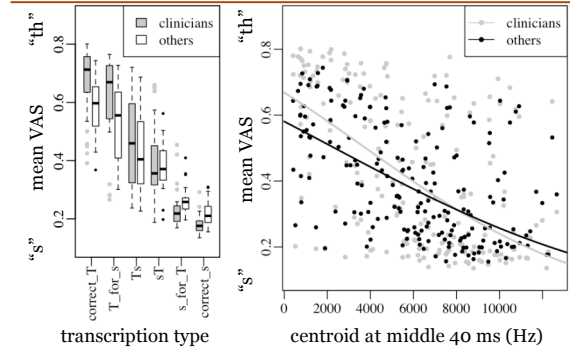 clinicians
others
"th"
0.8
0.6
0.4
0.2
"s"
mean VAS
correct_T
T_for_s
Ts
sT
s_for_T
correct_s
transcription type
clinicians
others
"th"
0.8
0.6
0.4
0.2
"s"
mean VAS
0 2000 4000 6000 8000 10000
centroid at middle 40 ms (Hz)